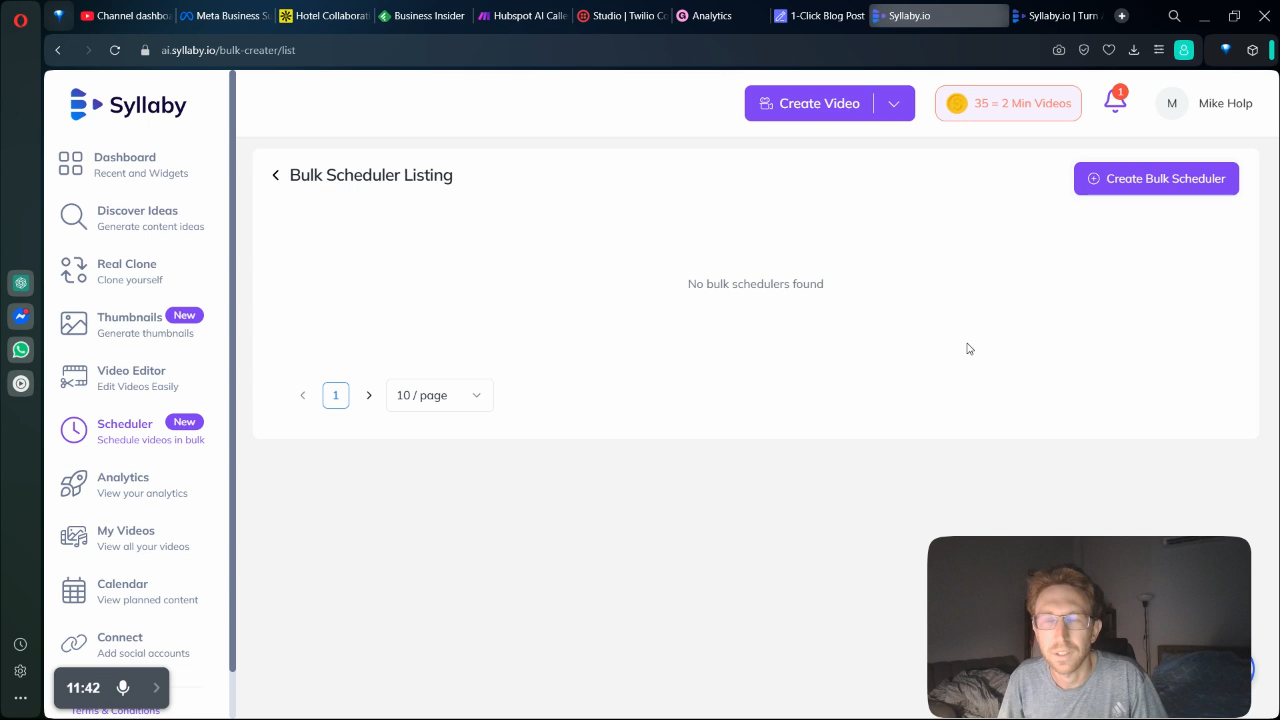 Channel dashbo
Meta Business Su
Hotel Collaborat
Business Insider
Hubspot AI Calle
Studio | Twilio Co
Analytics
1-Click Blog Post
Syllaby.io
Syllaby.io | Turn
ai.syllaby.io/bulk-creater/list
Syllaby
Create Video
35 = 2 Min Videos
1
M
Mike Holp
Dashboard
Recent and Widgets
Discover Ideas
Generate content ideas
Real Clone
Clone yourself
Thumbnails New
Generate thumbnails
Video Editor
Edit Videos Easily
Scheduler New
Schedule videos in bulk
Analytics
View your analytics
My Videos
View all your videos
Calendar
View planned content
Connect
Add social accounts
11:42
Terms & Conditions
Bulk Scheduler Listing
Create Bulk Scheduler
No bulk schedulers found
1
10 / page